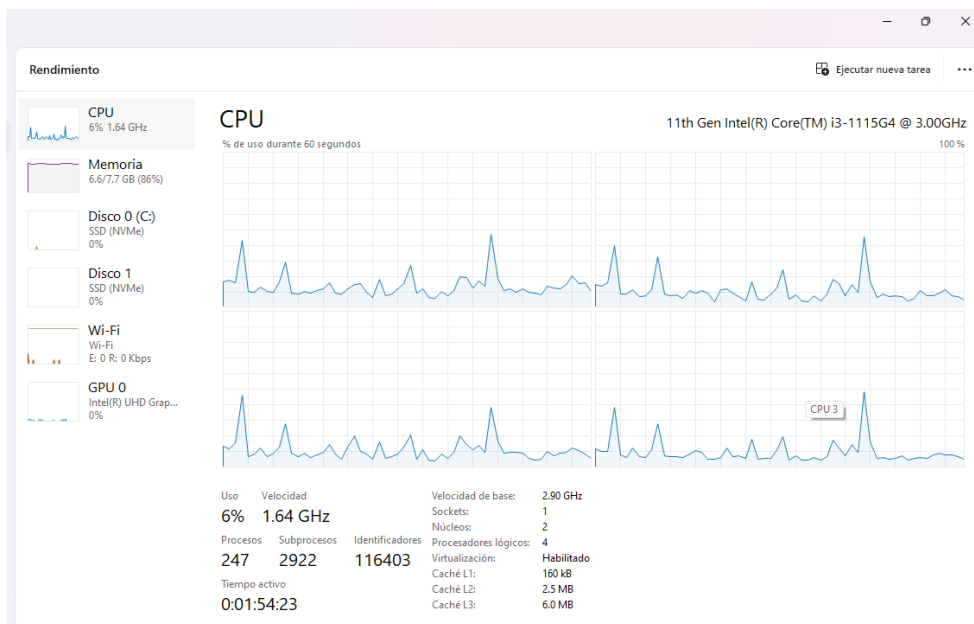 Rendimiento
Ejecutar nueva tarea
CPU
6% 1.64 GHz
Memoria
6.6/7.7 GB (86%)
Disco 0 (C:)
SSD (NVMe)
0%
Disco 1
SSD (NVMe)
0%
Wi-Fi
Wi-Fi
E: 0 R: 0 Kbps
GPU 0
Intel(R) UHD Grap...
0%
CPU
11th Gen Intel(R) Core(TM) i3-1115G4 @ 3.00GHz
% de uso durante 60 segundos
100 %
CPU 3
Uso Velocidad
6% 1.64 GHz
Procesos Subprocesos Identificadores
247 2922 116403
Tiempo activo
0:01:54:23
Velocidad de base: 2.90 GHz
Sockets: 1
Núcleos: 2
Procesadores lógicos: 4
Virtualización: Habilitado
Caché L1: 160 kB
Caché L2: 2.5 MB
Caché L3: 6.0 MB